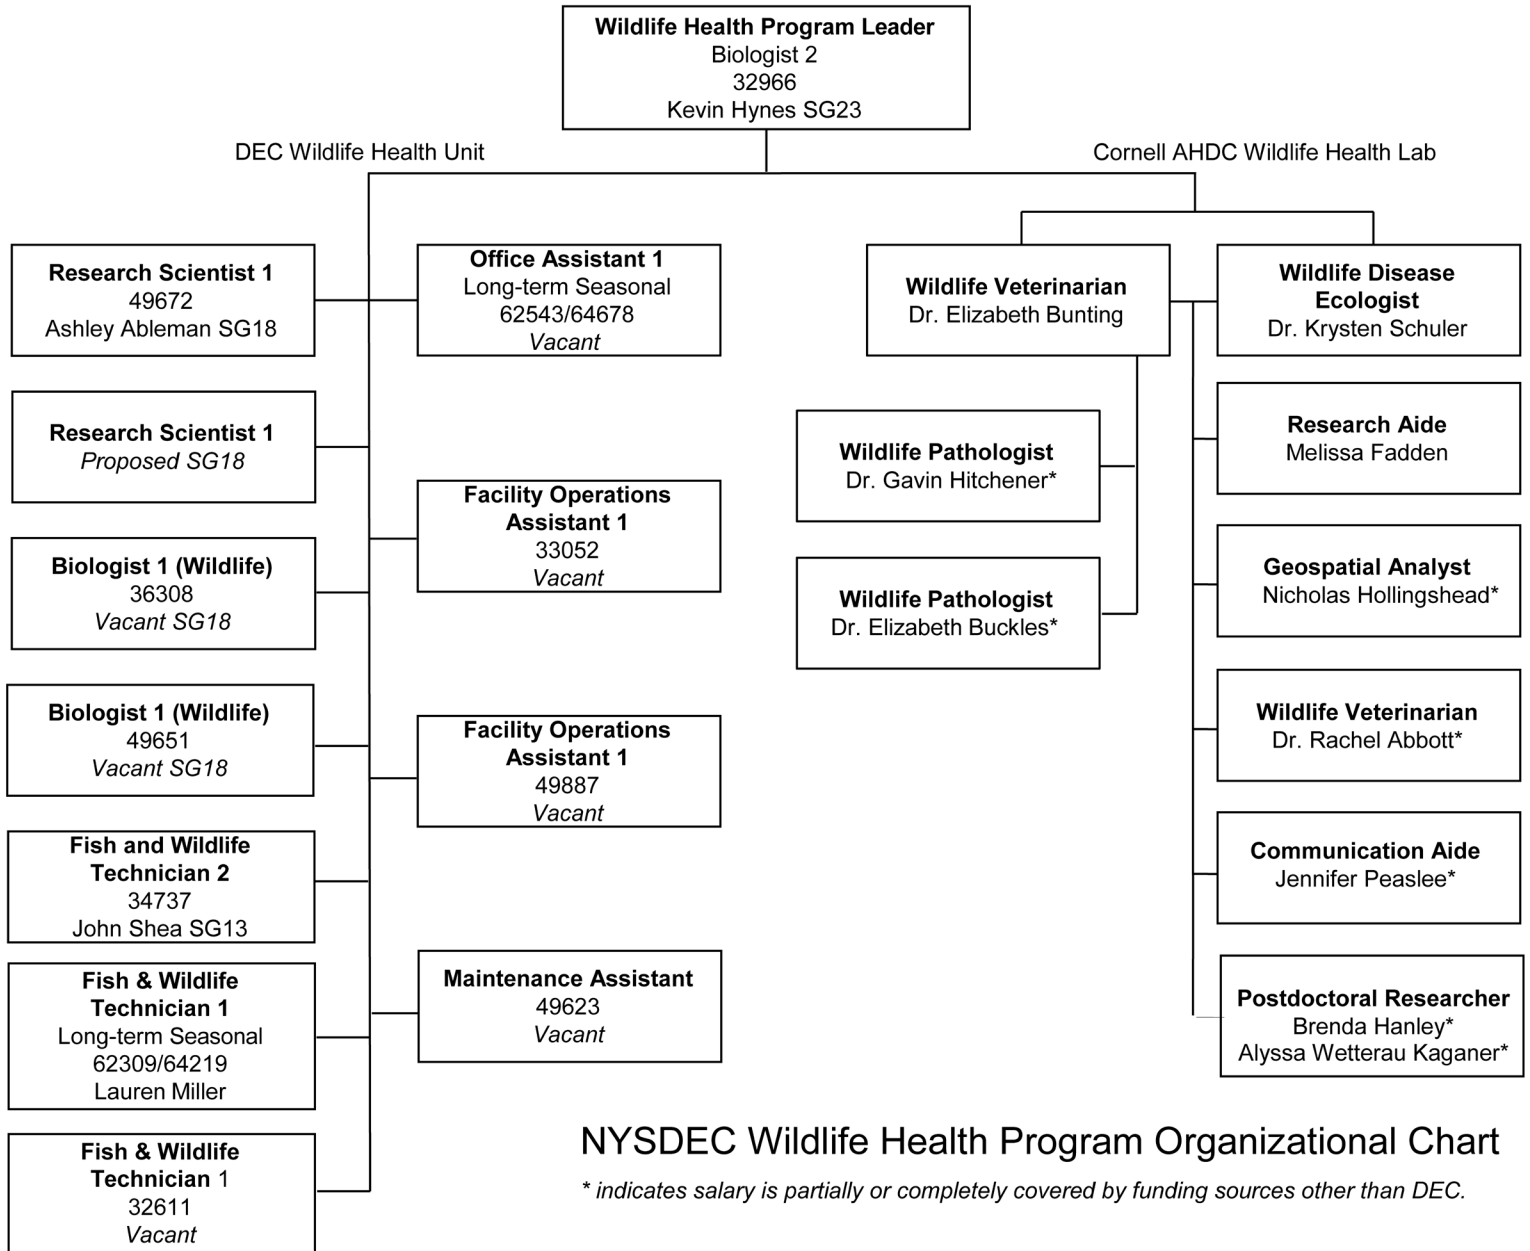 Wildlife Health Program Leader
Biologist 2
32966
Kevin Hynes SG23
DEC Wildlife Health Unit
Cornell AHDC Wildlife Health Lab
Research Scientist 1
49672
Ashley Ableman SG18
Research Scientist 1
Proposed SG18
Biologist 1 (Wildlife)
36308
Vacant SG18
Biologist 1 (Wildlife)
49651
Vacant SG18
Fish and Wildlife
Technician 2
34737
John Shea SG13
Fish & Wildlife
Technician 1
Long-term Seasonal
62309/64219
Lauren Miller
Fish & Wildlife
Technician 1
32611
Vacant
Office Assistant 1
Long-term Seasonal
62543/64678
Vacant
Facility Operations
Assistant 1
33052
Vacant
Facility Operations
Assistant 1
49887
Vacant
Maintenance Assistant
49623
Vacant
Wildlife Veterinarian
Dr. Elizabeth Bunting
Wildlife Pathologist
Dr. Gavin Hitchener*
Wildlife Pathologist
Dr. Elizabeth Buckles*
Wildlife Disease
Ecologist
Dr. Krysten Schuler
Research Aide
Melissa Fadden
Geospatial Analyst
Nicholas Hollingshead*
Wildlife Veterinarian
Dr. Rachel Abbott*
Communication Aide
Jennifer Peaslee*
Postdoctoral Researcher
Brenda Hanley*
Alyssa Wetterau Kaganer*
NYSDEC Wildlife Health Program Organizational Chart
* indicates salary is partially or completely covered by funding sources other than DEC.